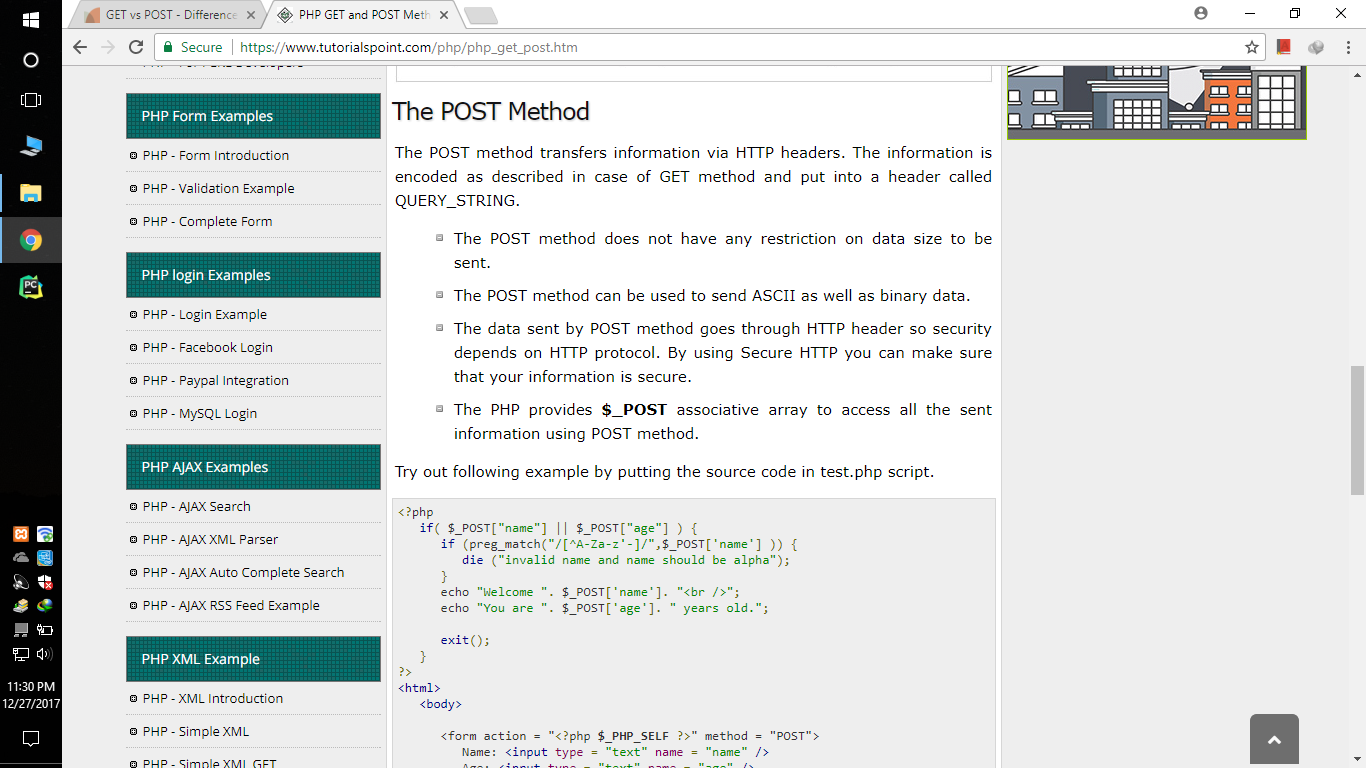 GET vs POST - Difference
PHP GET and POST Meth
Secure
https://www.tutorialspoint.com/php/php_get_post.htm
PHP Form Examples
PHP - Form Introduction
PHP - Validation Example
PHP - Complete Form
PHP login Examples
PHP - Login Example
PHP - Facebook Login
PHP - Paypal Integration
PHP - MySQL Login
PHP AJAX Examples
PHP - AJAX Search
PHP - AJAX XML Parser
PHP - AJAX Auto Complete Search
PHP - AJAX RSS Feed Example
PHP XML Example
PHP - XML Introduction
PHP - Simple XML
PHP - Simple XML GET
The POST Method
The POST method transfers information via HTTP headers. The information is
encoded as described in case of GET method and put into a header called
QUERY_STRING.
The POST method does not have any restriction on data size to be
sent.
The POST method can be used to send ASCII as well as binary data.
The data sent by POST method goes through HTTP header so security
depends on HTTP protocol. By using Secure HTTP you can make sure
that your information is secure.
The PHP provides $_POST associative array to access all the sent
information using POST method.
Try out following example by putting the source code in test.php script.
<?php
if( $_POST["name"] || $_POST["age"] ) {
if (preg_match("/[^A-Za-z'-]/",$_POST['name'] )) {
die ("invalid name and name should be alpha");
}
echo "Welcome ". $_POST['name']. "<br />";
echo "You are ". $_POST['age']. " years old.";
exit();
}
?>
<html>
<body>
<form action = "<?php $_PHP_SELF ?>" method = "POST">
Name: <input type = "text" name = "name" />
Age: <input type = "text" name = "age" />
PC
11:30 PM
12/27/2017